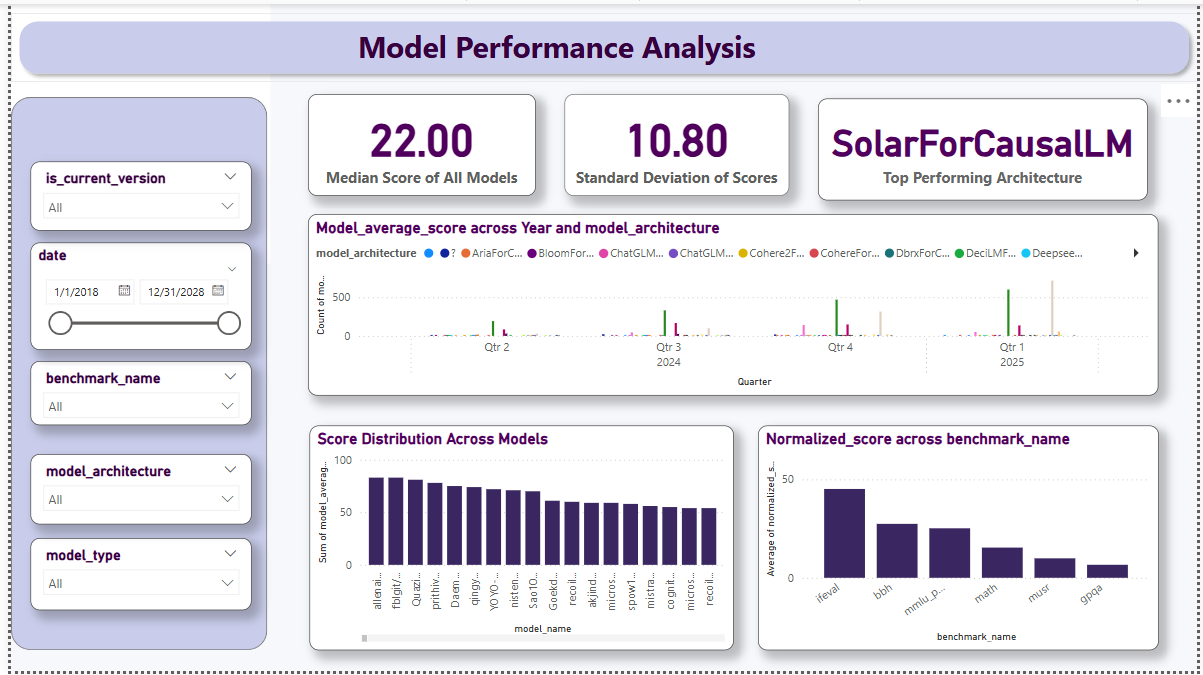 Model Performance Analysis
is_current_version
All
date
1/1/2018
12/31/2028
benchmark_name
All
model_architecture
All
model_type
All
22.00
Median Score of All Models
10.80
Standard Deviation of Scores
SolarForCausalLM
Top Performing Architecture
Model_average_score across Year and model_architecture
model_architecture ? AriaForC... BloomFor... ChatGLM... ChatGLM... Cohere2F... CohereFor... DbrxForC... DeciLMF... Deepsee...
Count of mo...
500
0
Qtr 2 Qtr 3 Qtr 4 Qtr 1
2024 2025
Quarter
Score Distribution Across Models
Sum of model_averag...
100
50
0
allenai... fblgit/... Quazi... prithiv... Daem... qingy... YOYO-... nisten... Sao10... Goekd... recoil... akjind... micros... spow1... mistra... cognit... micros... recoil...
model_name
Normalized_score across benchmark_name
Average of normalized_s...
50
0
ifeval bbh mmlu_p... math musr gpqa
benchmark_name